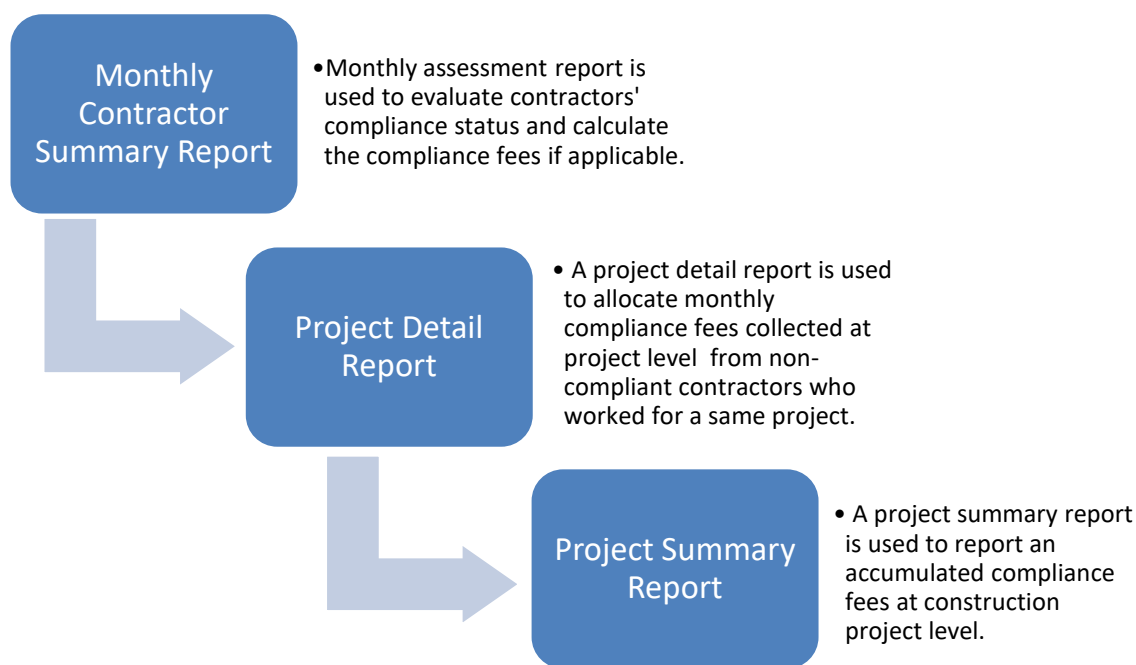 Monthly
Contractor
Summary Report
•Monthly assessment report is
used to evaluate contractors'
compliance status and calculate
the compliance fees if applicable.
Project Detail
Report
• A project detail report is used
to allocate monthly
compliance fees collected at
project level from non-
compliant contractors who
worked for a same project.
Project Summary
Report
• A project summary report
is used to report an
accumulated compliance
fees at construction
project level.